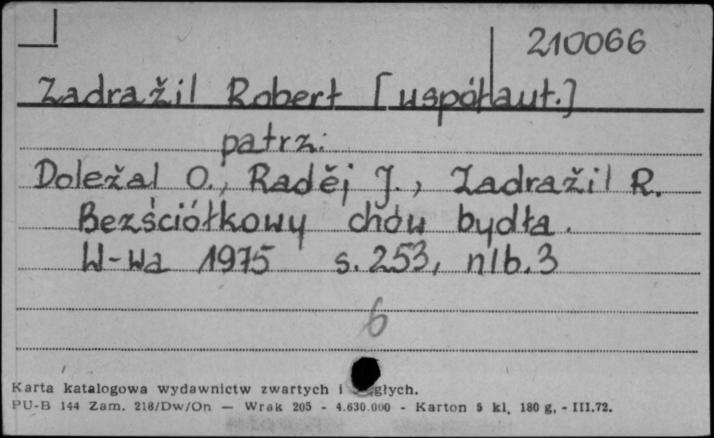 210066
Zadražil Robert [współaut.]
patrz:
Doležal O., Raděj J., Zadražil R.
Bezściółkowy chów bydła.
W-wa 1975 s. 253, nlb. 3
6
Karta katalogowa wydawnictw zwartych i
PU-B 144 Zam. 218/Dw/On — Wrak 205 - 4.630.000 - Karton 5 kl. 180 g. - III.72.